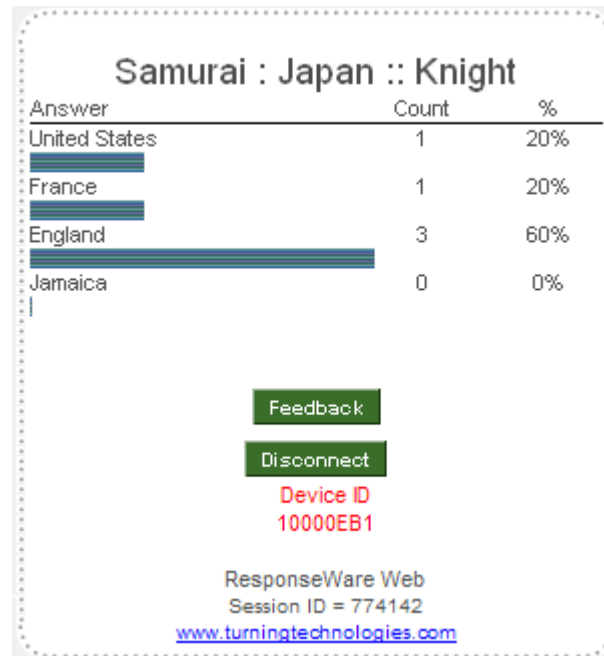 Samurai : Japan :: Knight
Answer Count %
United States 1 20%
France 1 20%
England 3 60%
Jamaica 0 0%
Feedback
Disconnect
Device ID
10000EB1
ResponseWare Web
Session ID = 774142
www.turningtechnologies.com